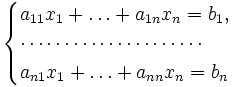 a₁₁x₁ + … + a₁ₙxₙ = b₁,
……………………
aₙ₁x₁ + … + aₙₙxₙ = bₙ